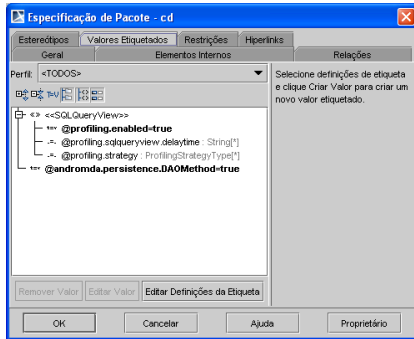 Especificação de Pacote - cd
Estereótipos Valores Etiquetados Restrições Hiperlinks
Geral Elementos Internos Relações
Perfil: <TODOS>
Selecione definições de etiqueta
e clique Criar Valor para criar um
novo valor etiquetado.
«» <<SQLQueryView>>
@profiling.enabled=true
@profiling.sqlqueryview.delaytime : String[*]
@profiling.strategy : ProfilingStrategyType[*]
@andromda.persistence.DAOMethod=true
Remover Valor Editar Valor Editar Definições da Etiqueta
OK Cancelar Ajuda Proprietário